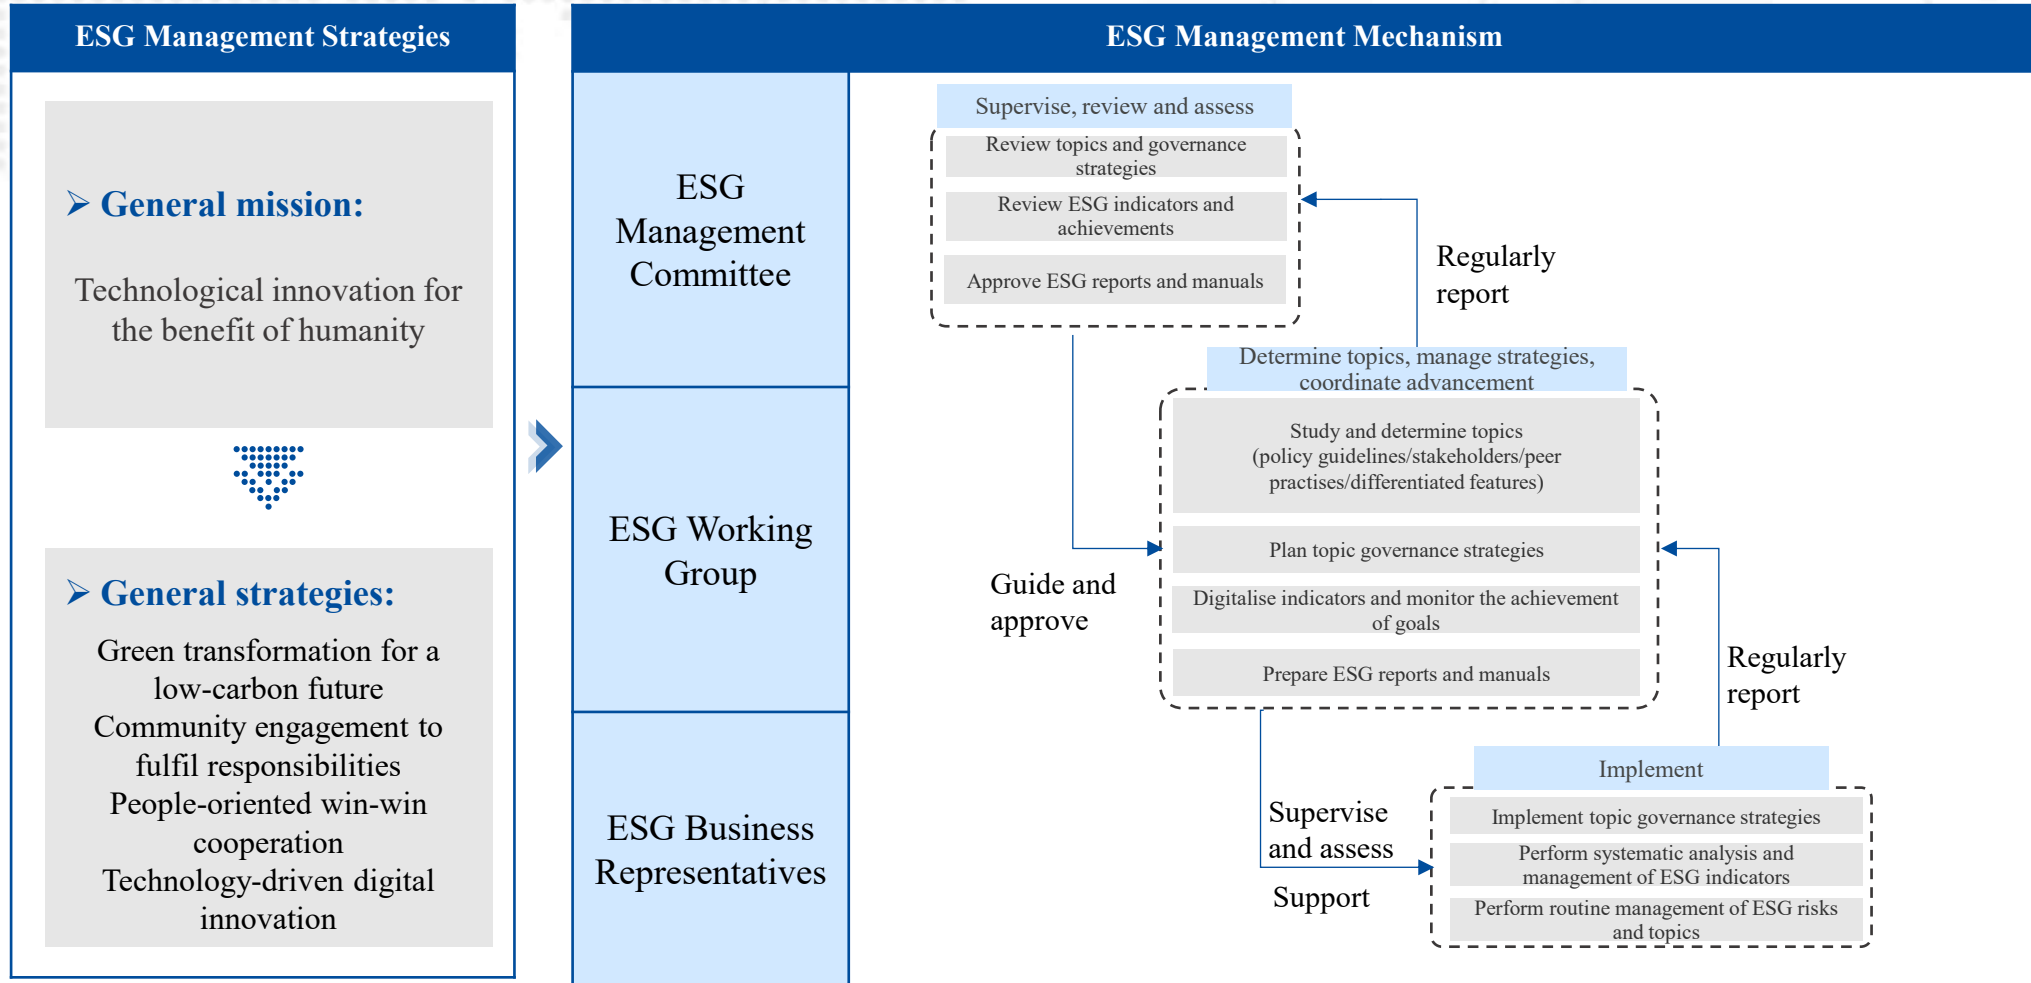 ESG Management Strategies
General mission:
Technological innovation for
the benefit of humanity
General strategies:
Green transformation for a
low-carbon future
Community engagement to
fulfil responsibilities
People-oriented win-win
cooperation
Technology-driven digital
innovation
ESG Management Mechanism
ESG
Management
Committee
ESG Working
Group
ESG Business
Representatives
Supervise, review and assess
Review topics and governance
strategies
Review ESG indicators and
achievements
Approve ESG reports and manuals
Regularly
report
Guide and
approve
Determine topics, manage strategies,
coordinate advancement
Study and determine topics
(policy guidelines/stakeholders/peer
practises/differentiated features)
Plan topic governance strategies
Digitalise indicators and monitor the achievement
of goals
Prepare ESG reports and manuals
Regularly
report
Supervise
and assess
Support
Implement
Implement topic governance strategies
Perform systematic analysis and
management of ESG indicators
Perform routine management of ESG risks
and topics